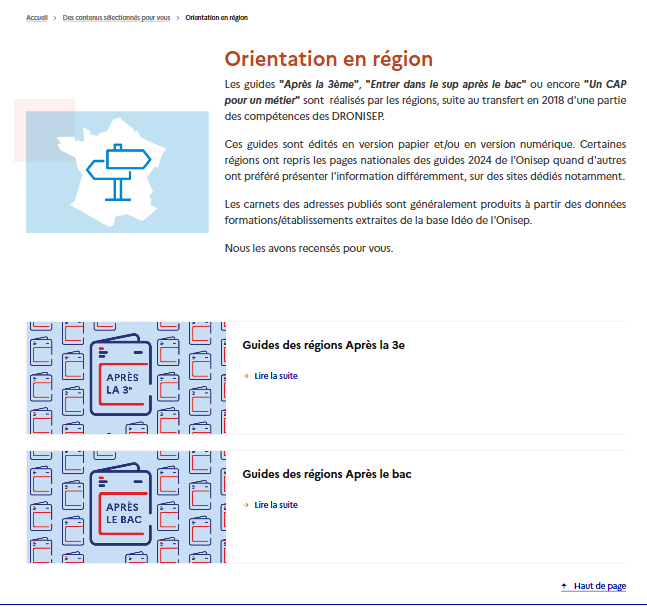 Accueil > Des contenus sélectionnés pour vous > Orientation en région
Orientation en région
Les guides "Après la 3ème", "Entrer dans le sup après le bac" ou encore "Un CAP
pour un métier" sont réalisés par les régions, suite au transfert en 2018 d'une partie
des compétences des DRONISEP.
Ces guides sont édités en version papier et/ou en version numérique. Certaines
régions ont repris les pages nationales des guides 2024 de l'Onisep quand d'autres
ont préféré présenter l'information différemment, sur des sites dédiés notamment.
Les carnets des adresses publiés sont généralement produits à partir des données
formations/établissements extraites de la base Idéo de l'Onisep.
Nous les avons recensés pour vous.
APRÈS
LA 3e
Guides des régions Après la 3e
→ Lire la suite
APRÈS
LE BAC
Guides des régions Après le bac
→ Lire la suite
↑ Haut de page